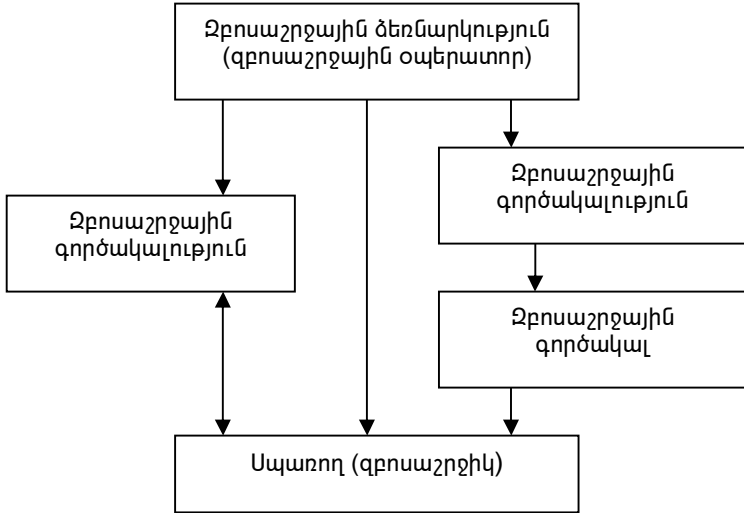 Զբոսաշրջային ձեռնարկություն
(զբոսաշրջային օպերատոր)
Զբոսաշրջային
գործակալություն
Զբոսաշրջային
գործակալություն
Զբոսաշրջային
գործակալ
Սպառող (զբոսաշրջիկ)